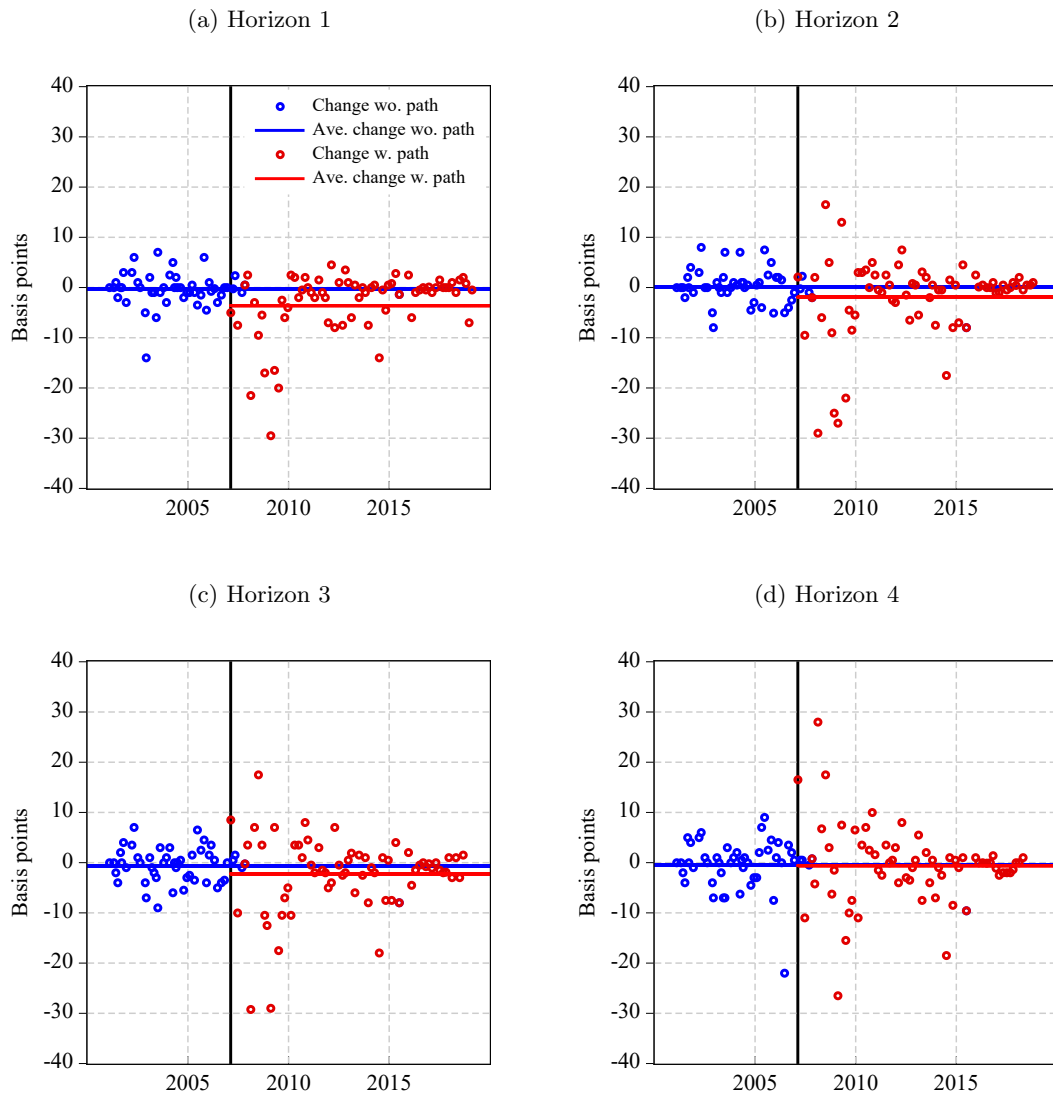 (a) Horizon 1
Basis points
40
30
20
10
0
-10
-20
-30
-40
2005 2010 2015
Change wo. path
Ave. change wo. path
Change w. path
Ave. change w. path
(b) Horizon 2
Basis points
40
30
20
10
0
-10
-20
-30
-40
2005 2010 2015
(c) Horizon 3
Basis points
40
30
20
10
0
-10
-20
-30
-40
2005 2010 2015
(d) Horizon 4
Basis points
40
30
20
10
0
-10
-20
-30
-40
2005 2010 2015